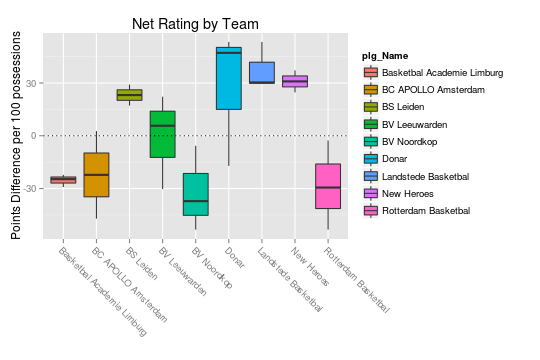 Net Rating by Team
Points Difference per 100 possessions
30
0
-30
Basketbal Academie Limburg
BC APOLLO Amsterdam
BS Leiden
BV Leeuwarden
BV Noordkop
Donar
Landstede Basketbal
New Heroes
Rotterdam Basketbal
plg_Name
Basketbal Academie Limburg
BC APOLLO Amsterdam
BS Leiden
BV Leeuwarden
BV Noordkop
Donar
Landstede Basketbal
New Heroes
Rotterdam Basketbal